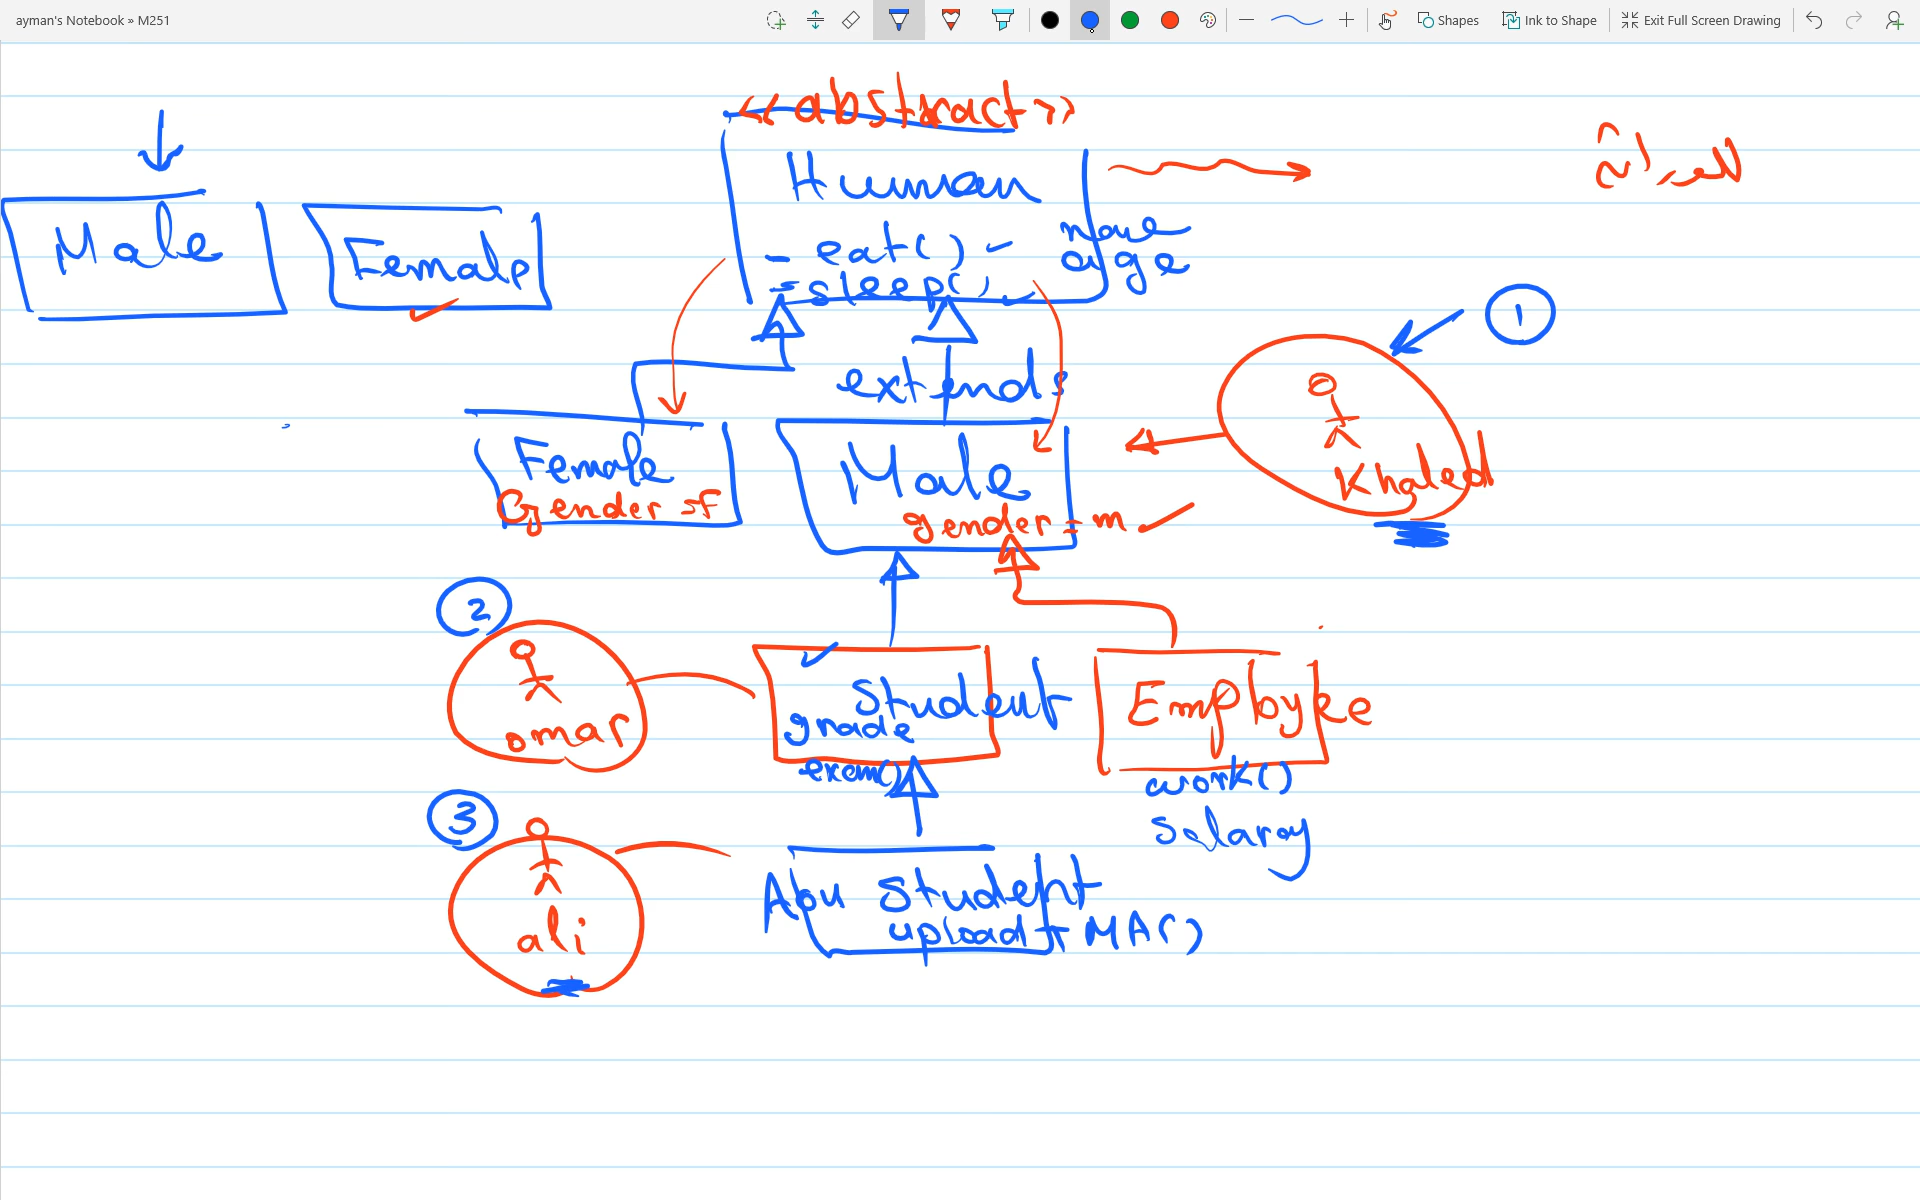 ayman's Notebook » M251
Shapes
Ink to Shape
Exit Full Screen Drawing
<<abstract>>
Human
Male
Female
- eat()
name
age
- sleep()
1
extends
Female
Gender = F
Male
gender = m
Khaled
2
omar
Student
grade
exam()
Employee
work()
Salary
3
ali
Aou Student
upload TMA()